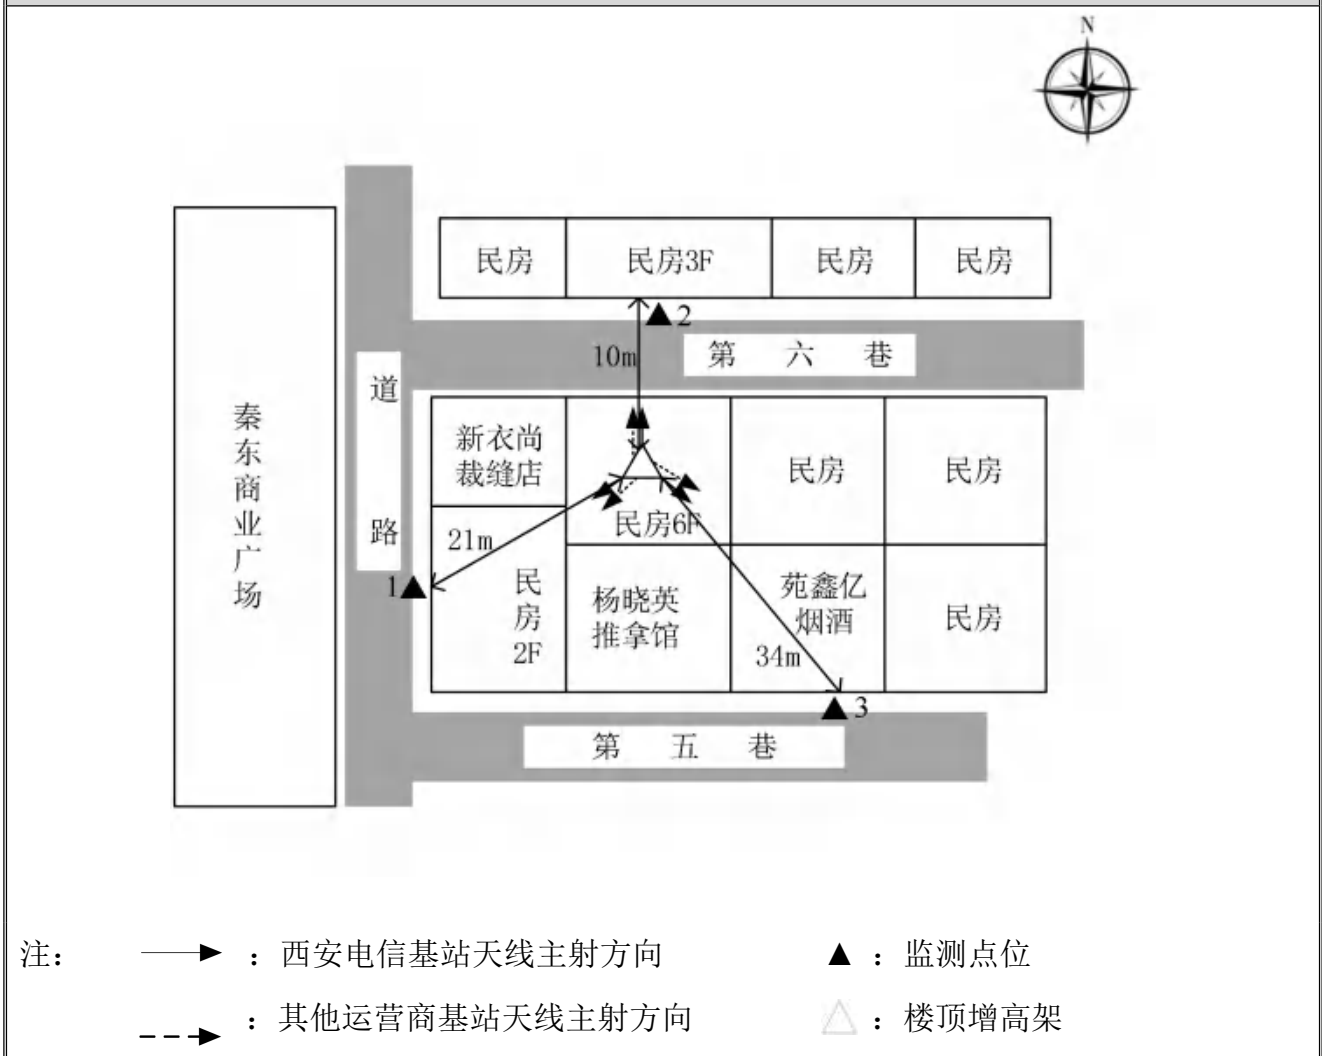 N
民房
民房3F
民房
民房
2
10m
第 六 巷
道路
秦东商业广场
新衣尚
裁缝店
民房
民房
民房6F
21m
1
民房
2F
杨晓英
推拿馆
苑鑫亿
烟酒
民房
34m
3
第 五 巷
注： ：西安电信基站天线主射方向 ▲：监测点位
：其他运营商基站天线主射方向 △：楼顶增高架